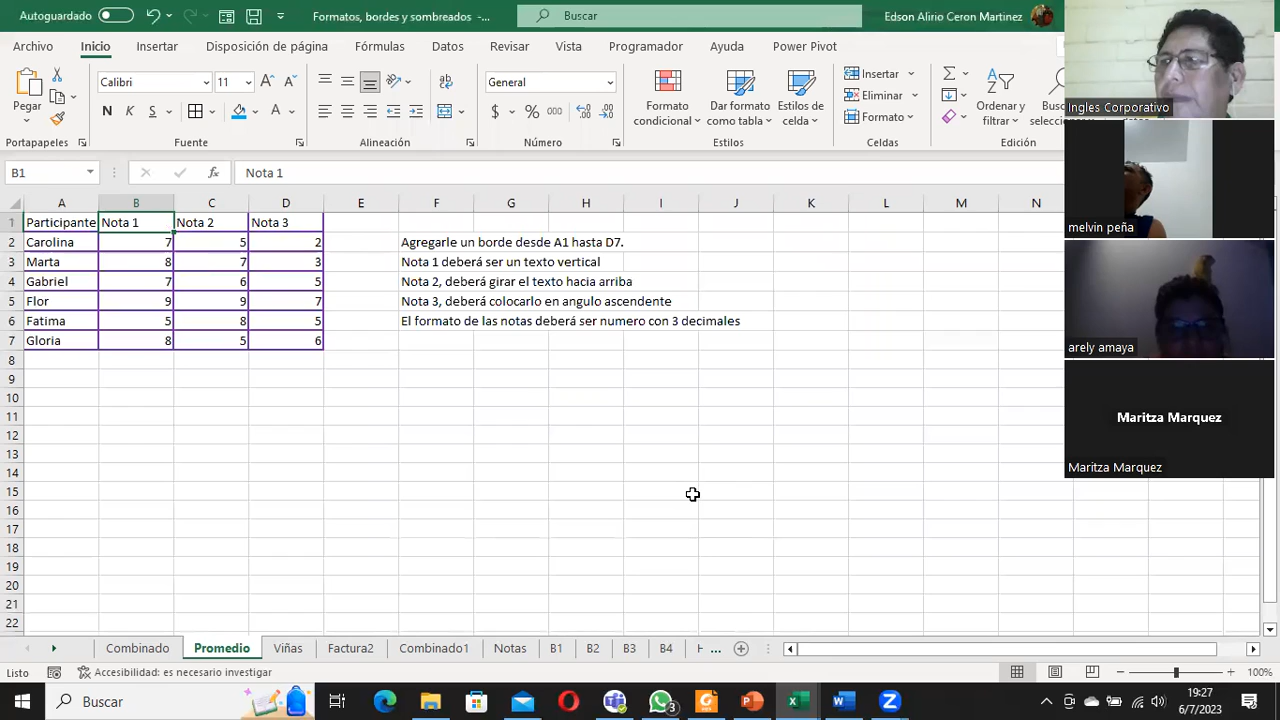 Autoguardado
Formatos, bordes y sombreados -...
Buscar
Edson Alirio Ceron Martinez
Archivo Inicio Insertar Disposición de página Fórmulas Datos Revisar Vista Programador Ayuda Power Pivot
Pegar
Calibri 11
N K S
General
$ % 000
Formato condicional
Dar formato como tabla
Estilos de celda
Insertar
Eliminar
Formato
Ordenar y filtrar
Portapapeles Fuente Alineación Número Estilos Celdas Edición
B1 fx Nota 1
A B C D E F G H I J K L M N
1 Participante Nota 1 Nota 2 Nota 3
2 Carolina 7 5 2 Agregarle un borde desde A1 hasta D7.
3 Marta 8 7 3 Nota 1 deberá ser un texto vertical
4 Gabriel 7 6 5 Nota 2, deberá girar el texto hacia arriba
5 Flor 9 9 7 Nota 3, deberá colocarlo en angulo ascendente
6 Fatima 5 8 5 El formato de las notas deberá ser numero con 3 decimales
7 Gloria 8 5 6
8
9
10
11
12
13
14
15
16
17
18
19
20
21
22
Ingles Corporativo
melvin peña
arely amaya
Maritza Marquez
Maritza Marquez
Combinado Promedio Viñas Factura2 Combinado1 Notas B1 B2 B3 B4 ...
Listo Accesibilidad: es necesario investigar 100%
Buscar
3
19:27
6/7/2023